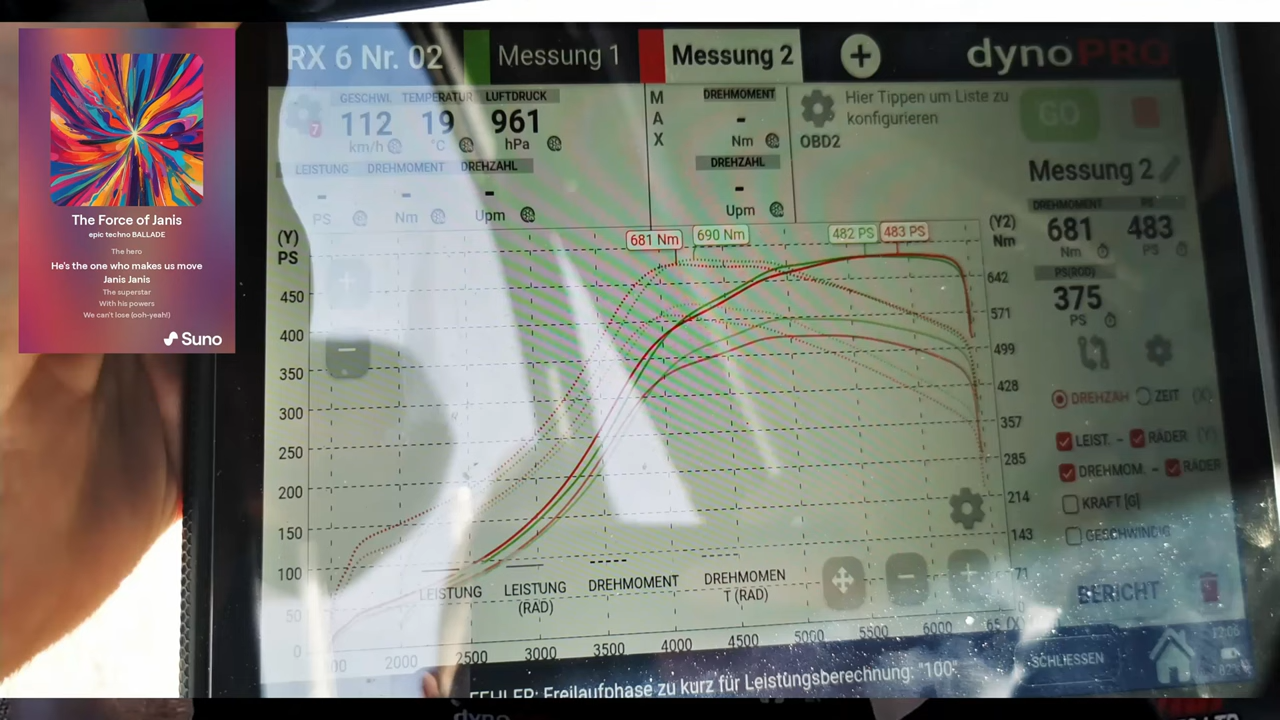 The Force of Janis
epic techno BALLADE
The hero
He's the one who makes us move
Janis Janis
The superstar
With his powers
We can't lose (ooh-yeah!)
Suno
RX 6 Nr. 02
Messung 1
Messung 2
dynoPRO
GESCHWI. TEMPERATUR LUFTDRUCK
7
112 19 961
km/h °C hPa
LEISTUNG DREHMOMENT DREHZAHL
- - -
PS Nm Upm
MAX
DREHMOMENT
-
Nm
DREHZAHL
-
Upm
OBD2
Hier Tippen um Liste zu
konfigurieren
GO
Messung 2
DREHMOMENT
681 483
Nm PS
375
PS
DREHZAH ZEIT (X)
LEIST. - RÄDER (Y)
DREHMOM. - RÄDER
KRAFT [G]
GESCHWINDIG
BERICHT
(Y)
PS
681 Nm 690 Nm 482 PS 483 PS
(Y2)
Nm
450
400
350
300
250
200
150
100
50
0
642
571
499
428
357
285
214
143
71
0
LEISTUNG
LEISTUNG
(RAD)
DREHMOMENT
DREHMOMEN
T (RAD)
2000 2500 3000 3500 4000 4500 5000 5500 6000
FEHLER: Freilaufphase zu kurz für Leistungsberechnung: "100".
SCHLIESSEN
dyno